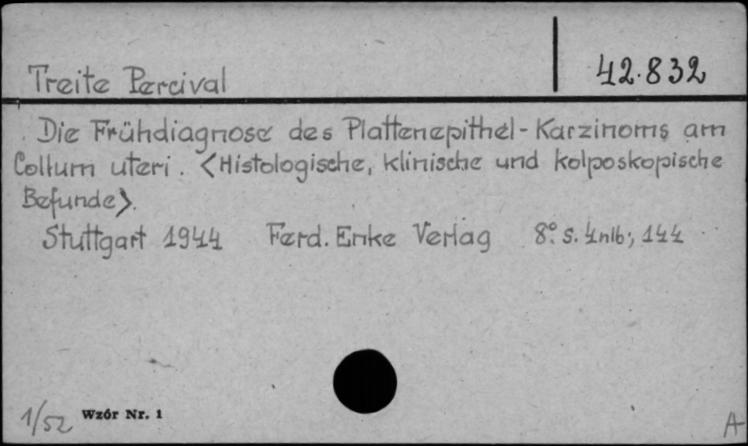 Treite Percival
42.832
Die Frühdiagnose des Plattenepithel-Karzinoms am
Collum uteri. <Histologische, klinische und kolposkopische
Befunde>.
Stuttgart 1944 Ferd. Enke Verlag 8° s. 4nlb; 144
1/52 Wzór Nr. 1
A